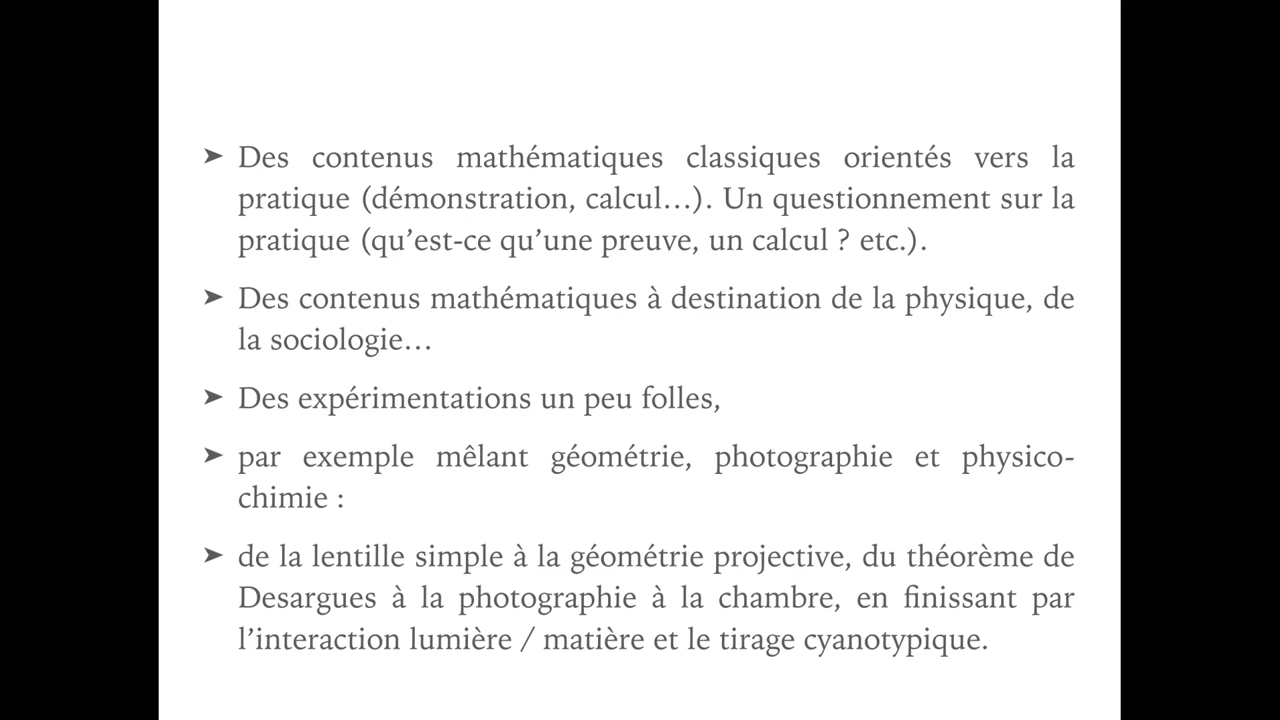 ➤ Des contenus mathématiques classiques orientés vers la
pratique (démonstration, calcul…). Un questionnement sur la
pratique (qu’est-ce qu’une preuve, un calcul ? etc.).
➤ Des contenus mathématiques à destination de la physique, de
la sociologie…
➤ Des expérimentations un peu folles,
➤ par exemple mêlant géométrie, photographie et physico-
chimie :
➤ de la lentille simple à la géométrie projective, du théorème de
Desargues à la photographie à la chambre, en finissant par
l’interaction lumière / matière et le tirage cyanotypique.